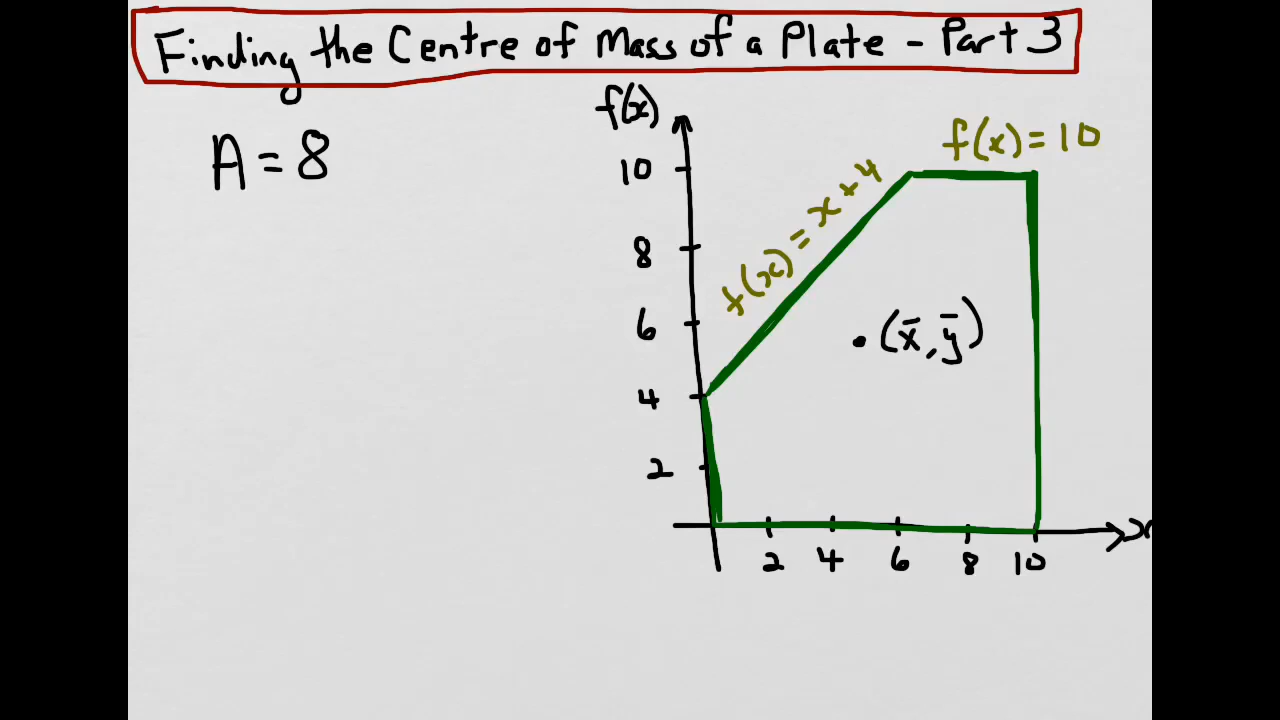 Finding the Centre of Mass of a Plate - Part 3
A = 8
f(x)
f(x) = 10
f(x) = x + 4
10
8
6
4
2
(x̄, ȳ)
2 4 6 8 10
x